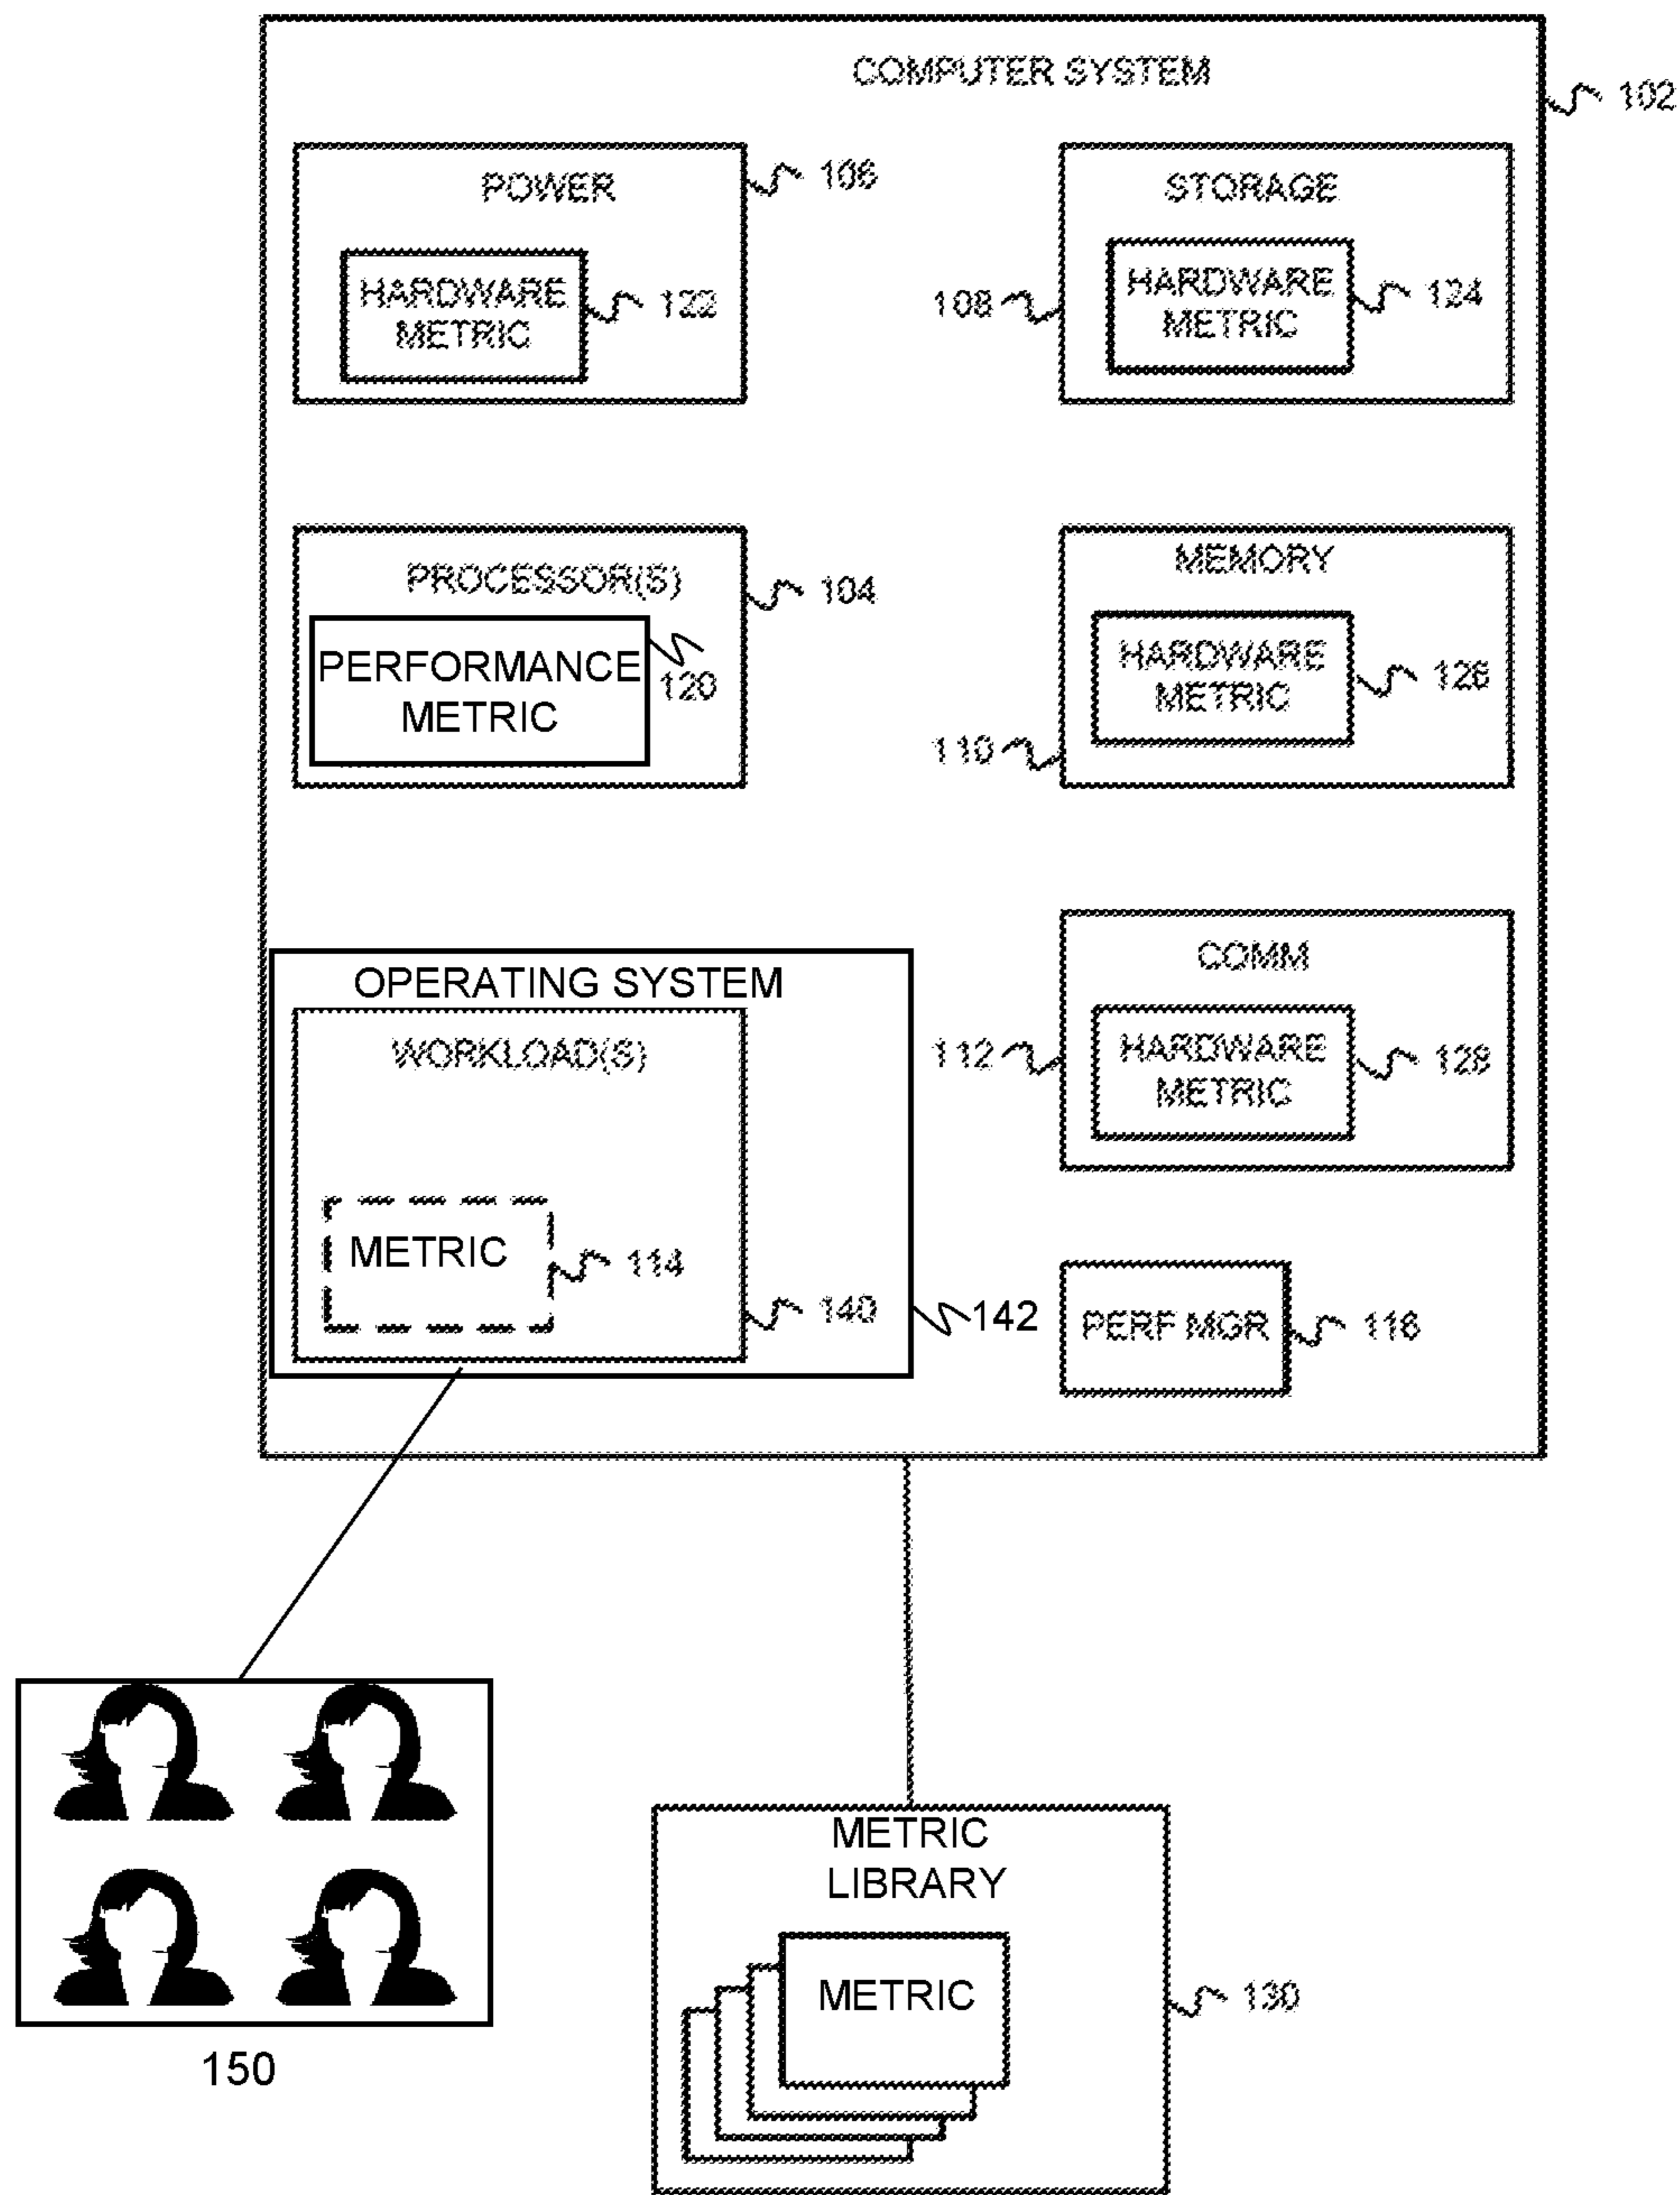 COMPUTER SYSTEM
102
POWER
106
HARDWARE
METRIC
122
STORAGE
108
HARDWARE
METRIC
124
PROCESSOR(S)
104
PERFORMANCE
METRIC
120
MEMORY
HARDWARE
METRIC
126
110
OPERATING SYSTEM
WORKLOAD(S)
METRIC
114
140
142
COMM
112
HARDWARE
METRIC
128
PERF MGR
116
150
METRIC
LIBRARY
METRIC
130